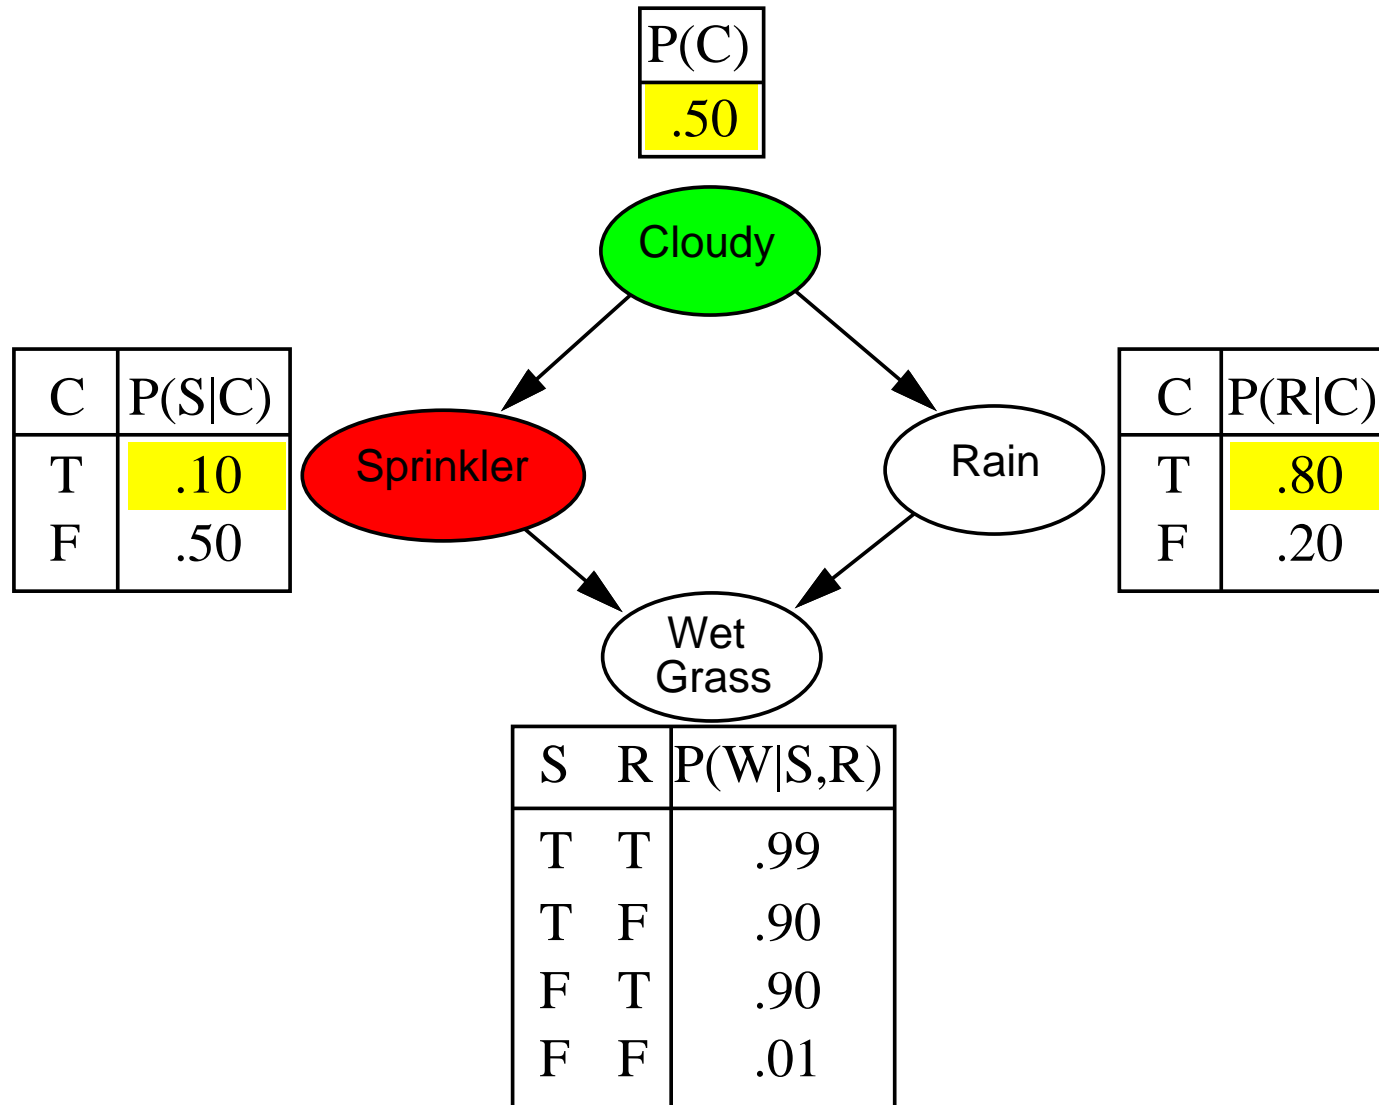 P(C)
.50
Cloudy
C P(S|C)
T .10
F .50
Sprinkler
Rain
C P(R|C)
T .80
F .20
Wet
Grass
S R P(W|S,R)
T T .99
T F .90
F T .90
F F .01